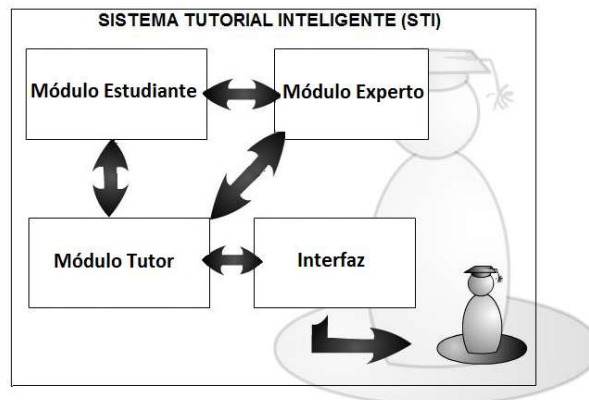 SISTEMA TUTORIAL INTELIGENTE (STI)
Módulo Estudiante
Módulo Experto
Módulo Tutor
Interfaz